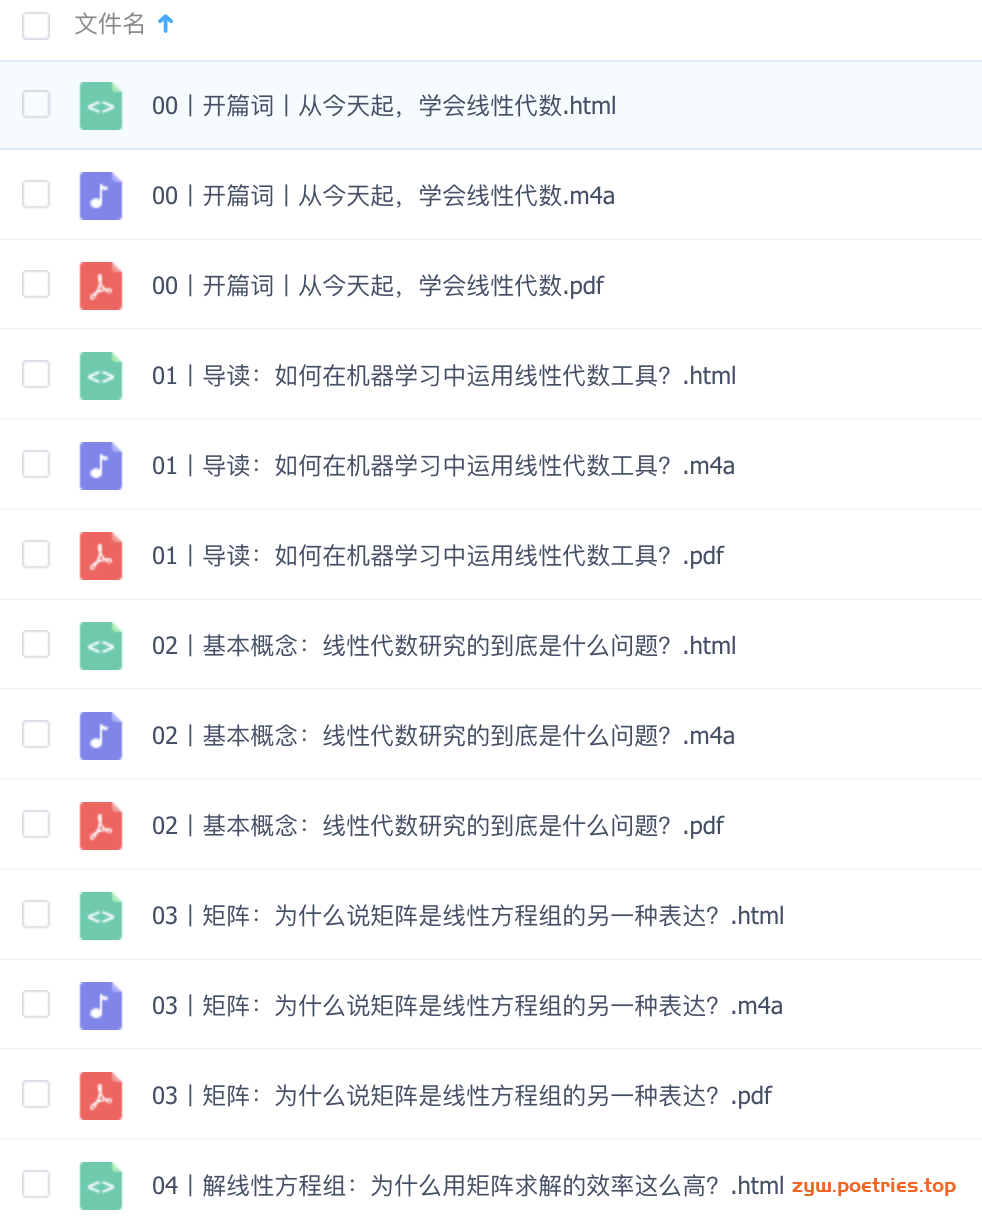 文件名
00丨开篇词丨从今天起，学会线性代数.html
00丨开篇词丨从今天起，学会线性代数.m4a
00丨开篇词丨从今天起，学会线性代数.pdf
01丨导读：如何在机器学习中运用线性代数工具？.html
01丨导读：如何在机器学习中运用线性代数工具？.m4a
01丨导读：如何在机器学习中运用线性代数工具？.pdf
02丨基本概念：线性代数研究的到底是什么问题？.html
02丨基本概念：线性代数研究的到底是什么问题？.m4a
02丨基本概念：线性代数研究的到底是什么问题？.pdf
03丨矩阵：为什么说矩阵是线性方程组的另一种表达？.html
03丨矩阵：为什么说矩阵是线性方程组的另一种表达？.m4a
03丨矩阵：为什么说矩阵是线性方程组的另一种表达？.pdf
04丨解线性方程组：为什么用矩阵求解的效率这么高？.html zyw.poetries.top